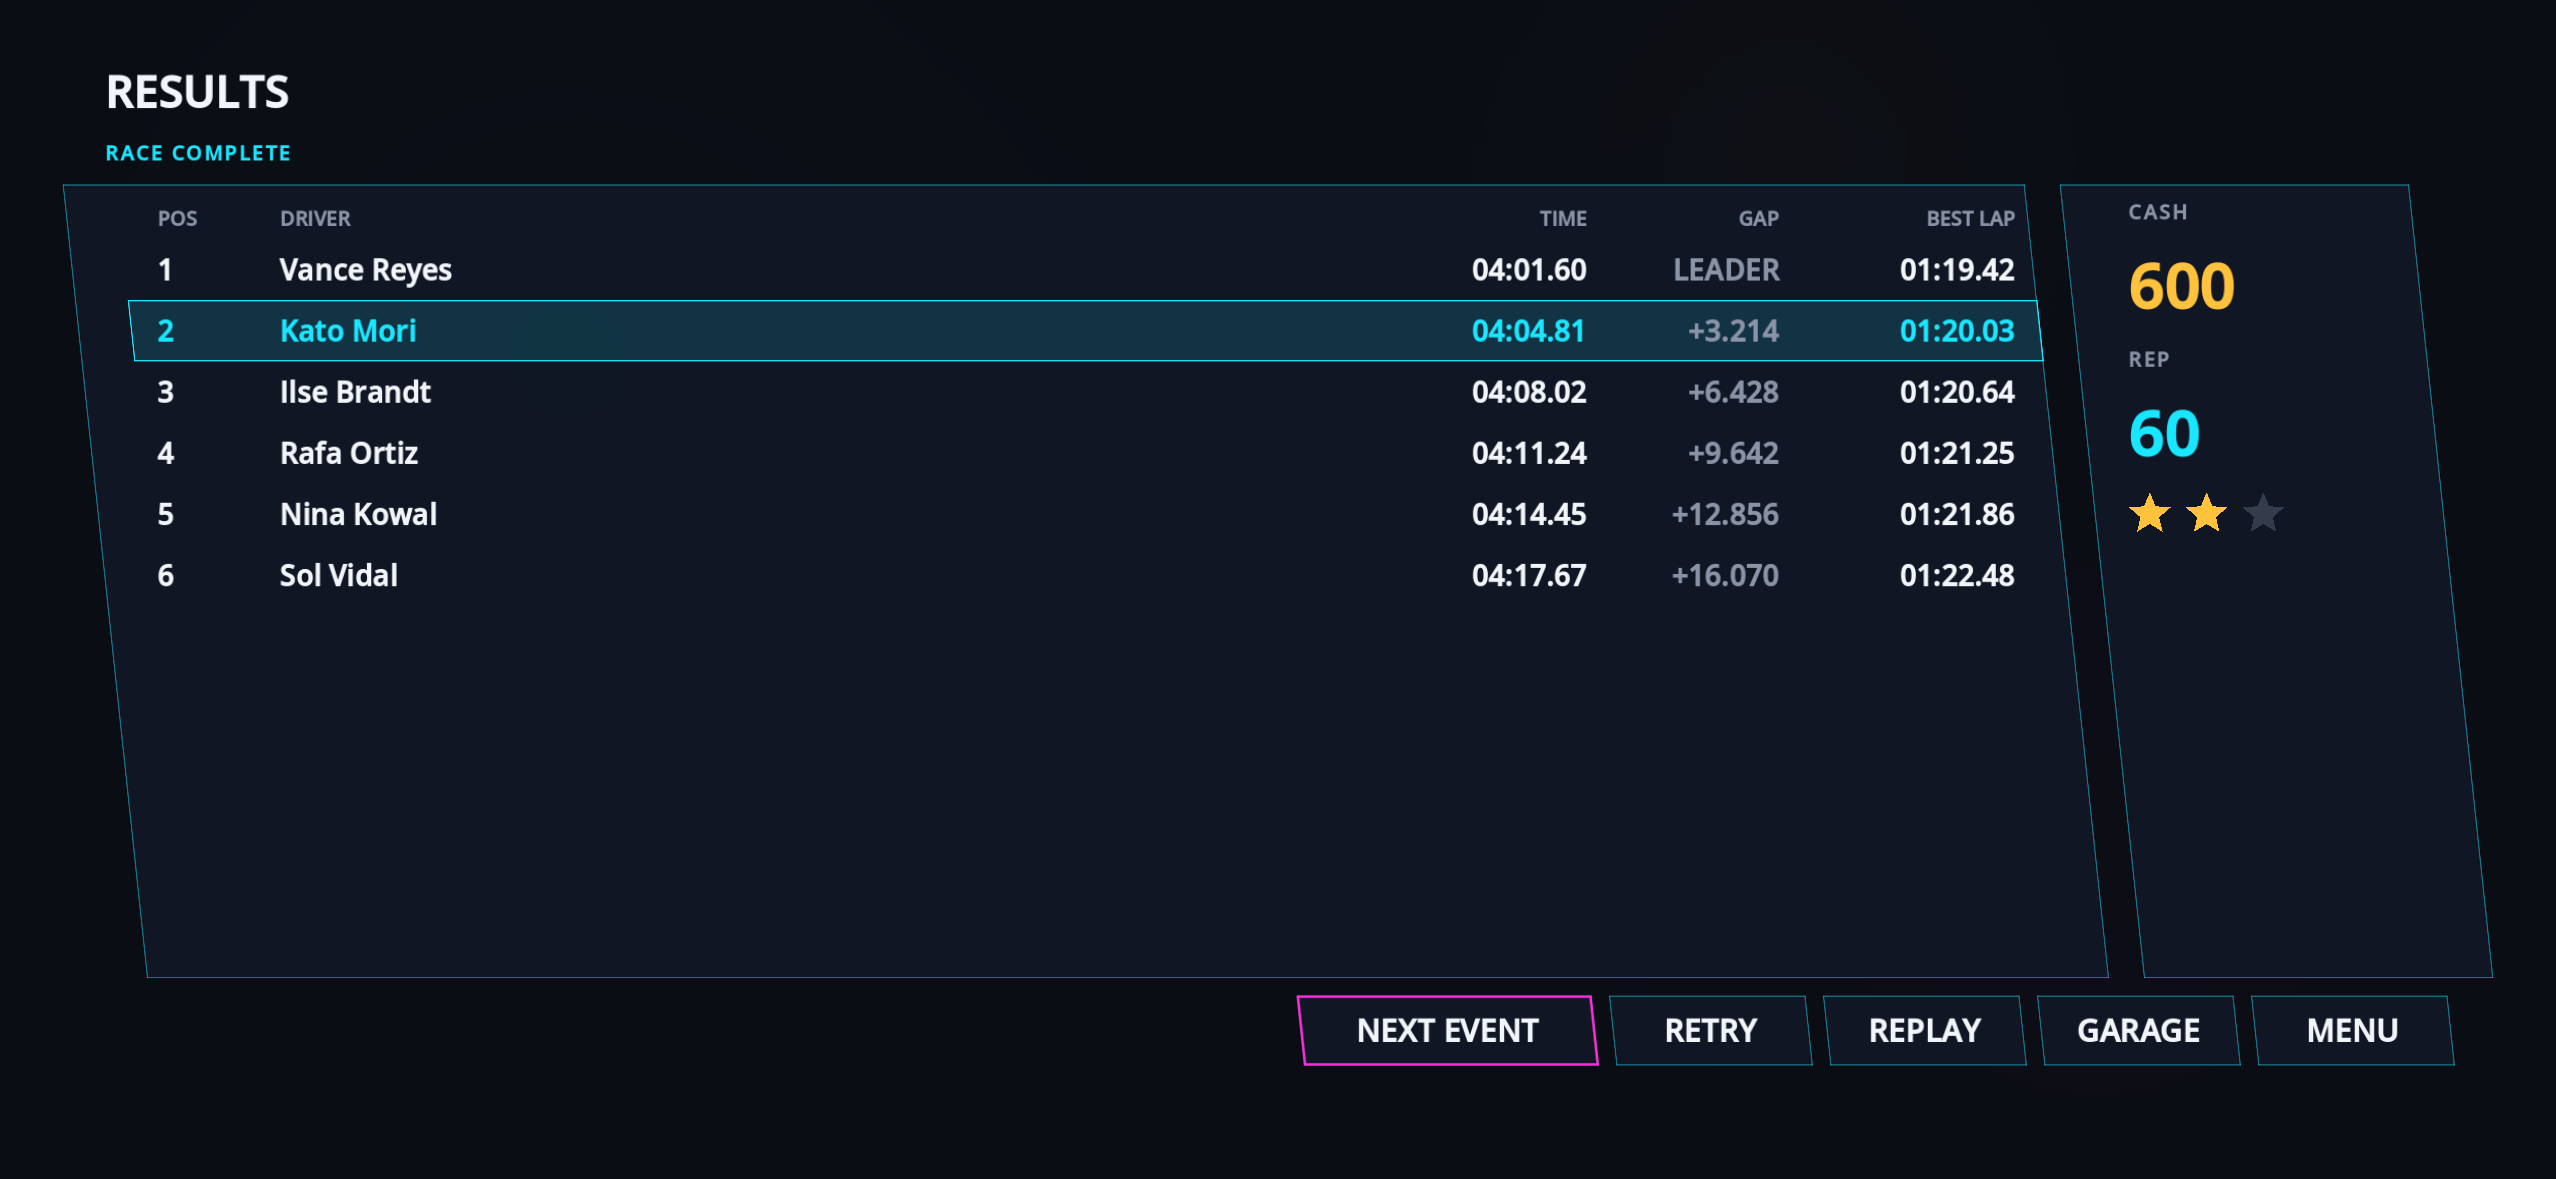 RESULTS
RACE COMPLETE
POS DRIVER TIME GAP BEST LAP
1 Vance Reyes 04:01.60 LEADER 01:19.42
2 Kato Mori 04:04.81 +3.214 01:20.03
3 Ilse Brandt 04:08.02 +6.428 01:20.64
4 Rafa Ortiz 04:11.24 +9.642 01:21.25
5 Nina Kowal 04:14.45 +12.856 01:21.86
6 Sol Vidal 04:17.67 +16.070 01:22.48
CASH
600
REP
60
NEXT EVENT RETRY REPLAY GARAGE MENU